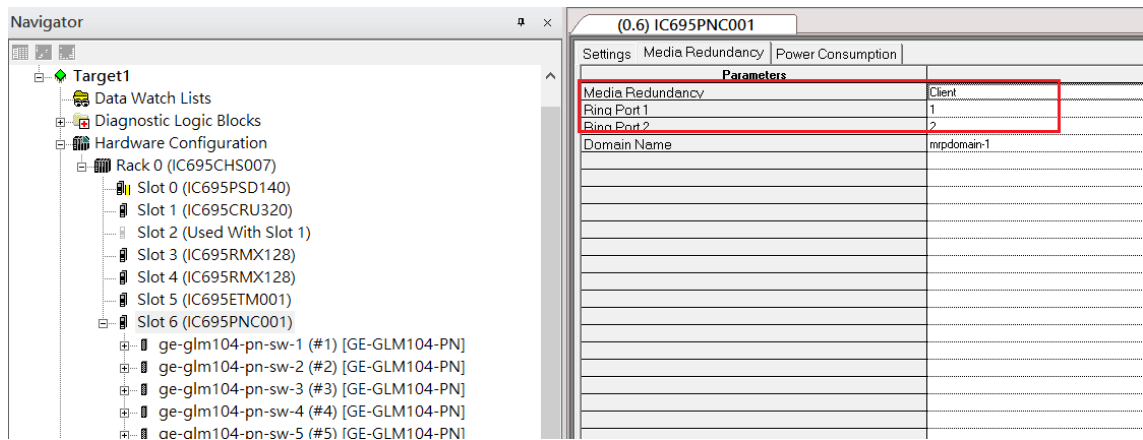 Navigator
Target1
Data Watch Lists
Diagnostic Logic Blocks
Hardware Configuration
Rack 0 (IC695CHS007)
Slot 0 (IC695PSD140)
Slot 1 (IC695CRU320)
Slot 2 (Used With Slot 1)
Slot 3 (IC695RMX128)
Slot 4 (IC695RMX128)
Slot 5 (IC695ETM001)
Slot 6 (IC695PNC001)
ge-glm104-pn-sw-1 (#1) [GE-GLM104-PN]
ge-glm104-pn-sw-2 (#2) [GE-GLM104-PN]
ge-glm104-pn-sw-3 (#3) [GE-GLM104-PN]
ge-glm104-pn-sw-4 (#4) [GE-GLM104-PN]
ge-glm104-pn-sw-5 (#5) [GE-GLM104-PN]
(0.6) IC695PNC001
Settings Media Redundancy Power Consumption
Parameters
Media Redundancy Client
Ring Port 1 1
Ring Port 2 2
Domain Name mrpdomain-1